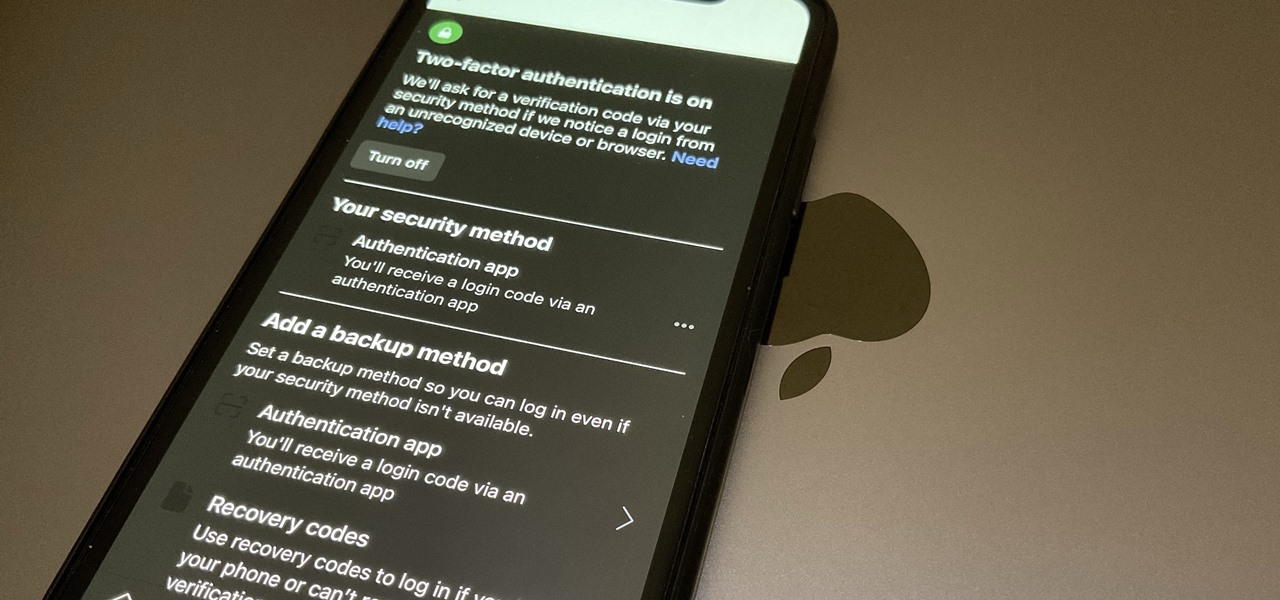 Two-factor authentication is on
We'll ask for a verification code via your
security method if we notice a login from
an unrecognized device or browser. Need
help?
Turn off
Your security method
Authentication app
You'll receive a login code via an
authentication app
Add a backup method
Set a backup method so you can log in even if
your security method isn't available.
Authentication app
You'll receive a login code via an
authentication app
Recovery codes
Use recovery codes to log in if
your phone or can't